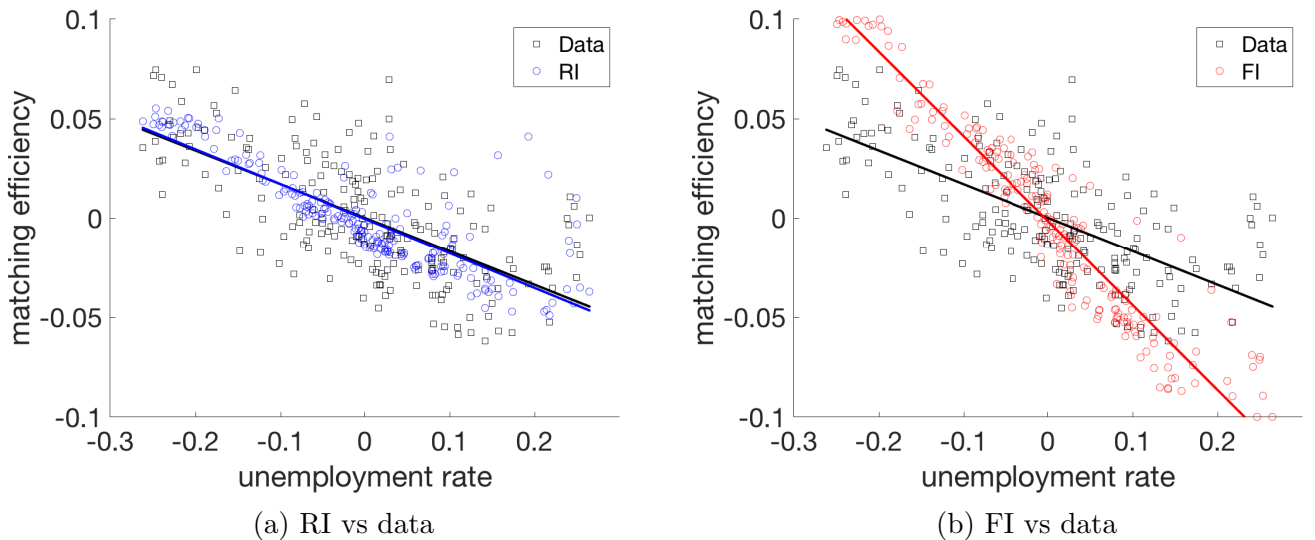 0.1
0.05
0
-0.05
-0.1
-0.3
-0.2
-0.1
0
0.1
0.2
matching efficiency
unemployment rate
Data
RI
(a) RI vs data
0.1
0.05
0
-0.05
-0.1
-0.3
-0.2
-0.1
0
0.1
0.2
matching efficiency
unemployment rate
Data
FI
(b) FI vs data